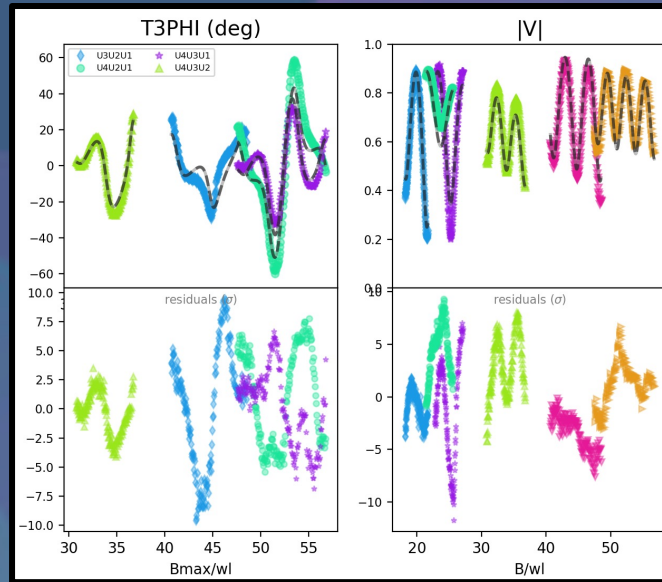 T3PHI (deg)
U3U2U1
U4U2U1
U4U3U1
U4U3U2
60
40
20
0
−20
−40
−60
residuals (σ)
10.0
7.5
5.0
2.5
0.0
−2.5
−5.0
−7.5
−10.0
30 35 40 45 50 55
Bmax/wl
|V|
1.0
0.8
0.6
0.4
0.2
0.0
residuals (σ)
10
5
0
−5
−10
20 30 40 50
B/wl